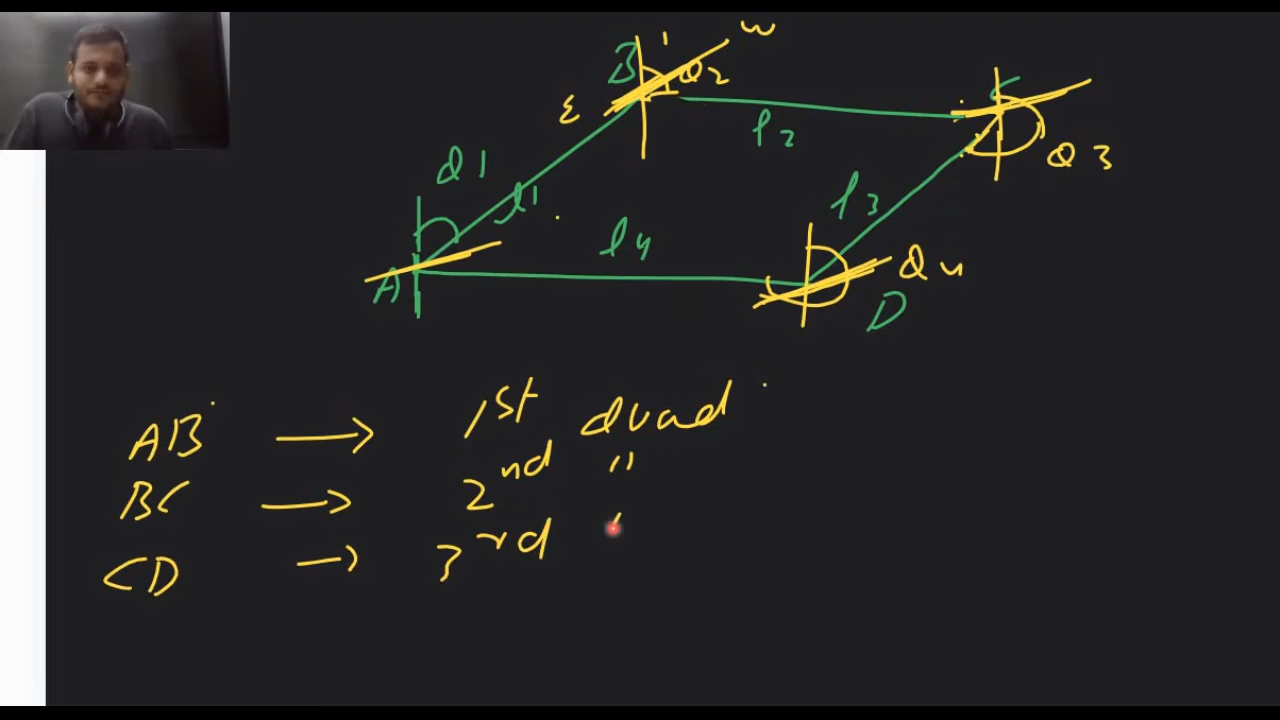 B
W
θ2
ε
C
l2
θ3
θ1
l1
l3
l4
θ4
A
D
AB → 1st quad
BC → 2nd "
CD → 3rd '